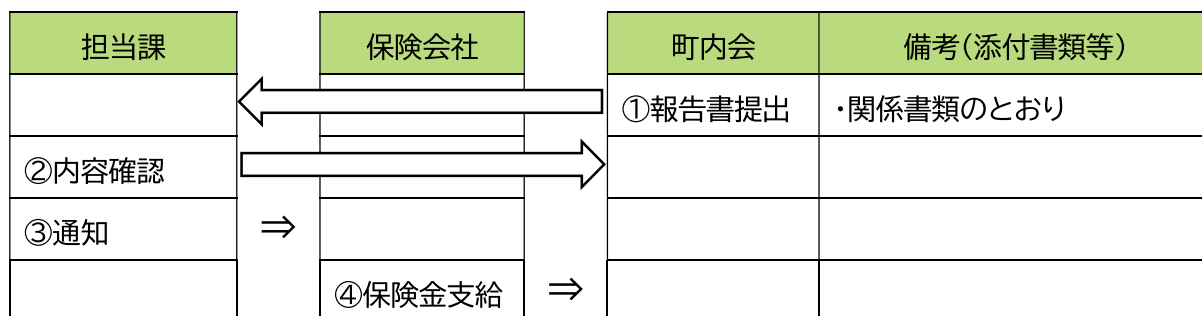 担当課 保険会社 町内会 備考(添付書類等)
①報告書提出 ・関係書類のとおり
②内容確認
③通知 ⇒
④保険金支給 ⇒